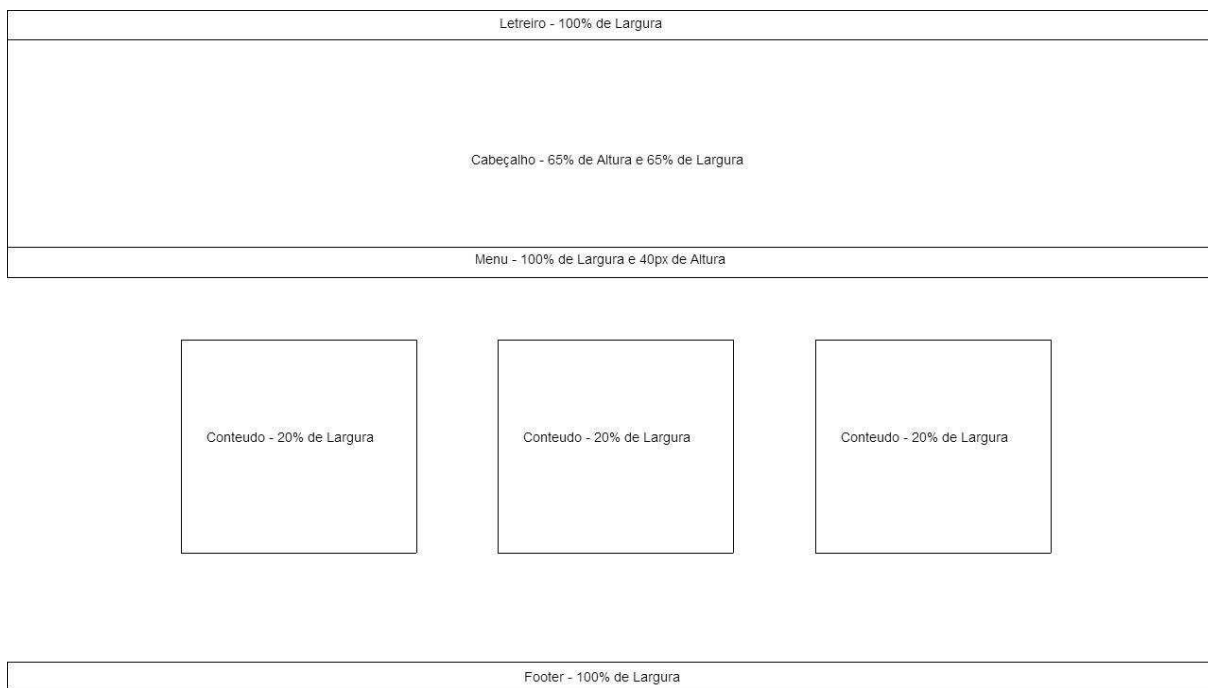 Letreiro - 100% de Largura
Cabeçalho - 65% de Altura e 65% de Largura
Menu - 100% de Largura e 40px de Altura
Conteudo - 20% de Largura
Conteudo - 20% de Largura
Conteudo - 20% de Largura
Footer - 100% de Largura